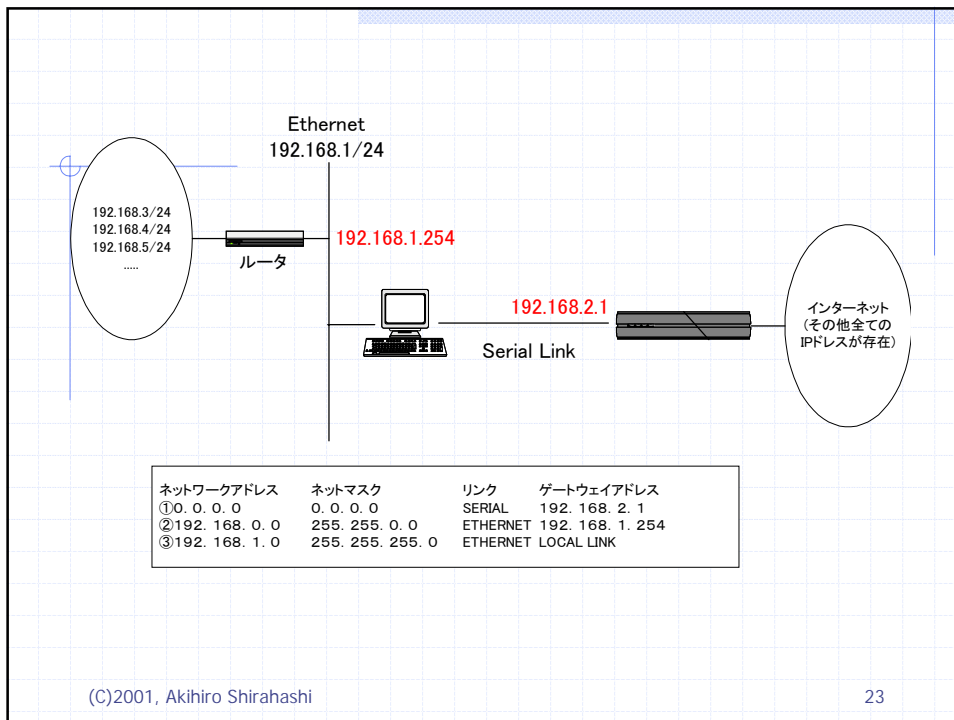 Ethernet
192.168.1/24
192.168.3/24
192.168.4/24
192.168.5/24
.....
ルータ
192.168.1.254
192.168.2.1
Serial Link
インターネット
(その他全ての
IPドレスが存在)
ネットワークアドレス ネットマスク リンク ゲートウェイアドレス
①0.0.0.0 0.0.0.0 SERIAL 192.168.2.1
②192.168.0.0 255.255.0.0 ETHERNET 192.168.1.254
③192.168.1.0 255.255.255.0 ETHERNET LOCAL LINK
(C)2001, Akihiro Shirahashi 23